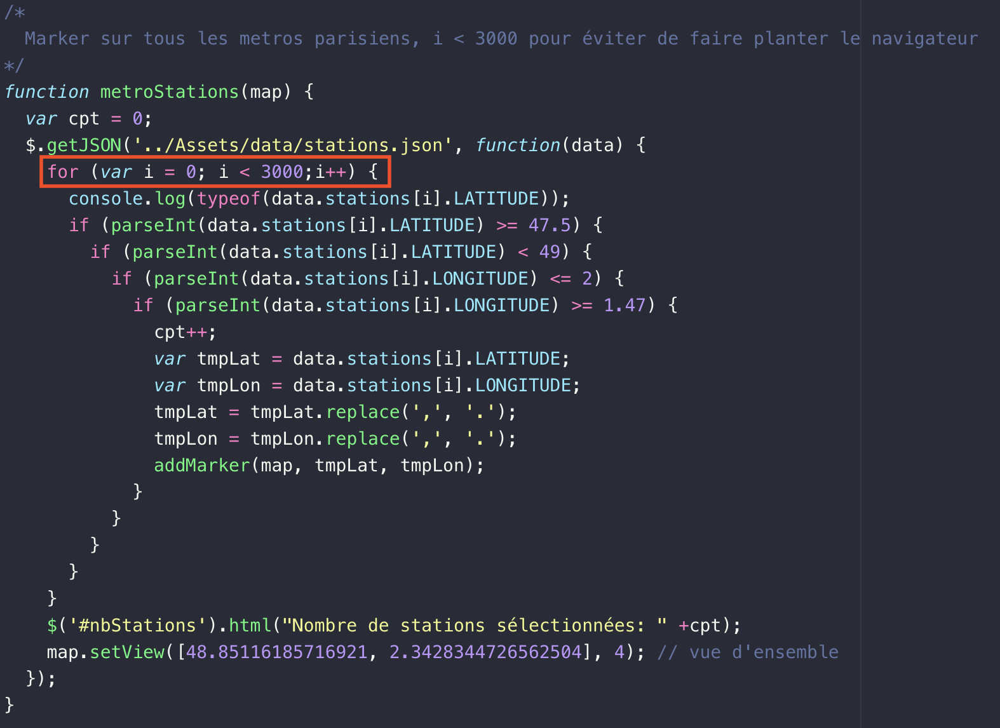 /*
  Marker sur tous les metros parisiens, i < 3000 pour éviter de faire planter le navigateur
*/
function metroStations(map) {
  var cpt = 0;
  $.getJSON('../Assets/data/stations.json', function(data) {
    for (var i = 0; i < 3000;i++) {
      console.log(typeof(data.stations[i].LATITUDE));
      if (parseInt(data.stations[i].LATITUDE) >= 47.5) {
        if (parseInt(data.stations[i].LATITUDE) < 49) {
          if (parseInt(data.stations[i].LONGITUDE) <= 2) {
            if (parseInt(data.stations[i].LONGITUDE) >= 1.47) {
              cpt++;
              var tmpLat = data.stations[i].LATITUDE;
              var tmpLon = data.stations[i].LONGITUDE;
              tmpLat = tmpLat.replace(',', '.');
              tmpLon = tmpLon.replace(',', '.');
              addMarker(map, tmpLat, tmpLon);
            }
          }
        }
      }
    }
    $('#nbStations').html("Nombre de stations sélectionnées: " +cpt);
    map.setView([48.85116185716921, 2.3428344726562504], 4); // vue d'ensemble
  });
}